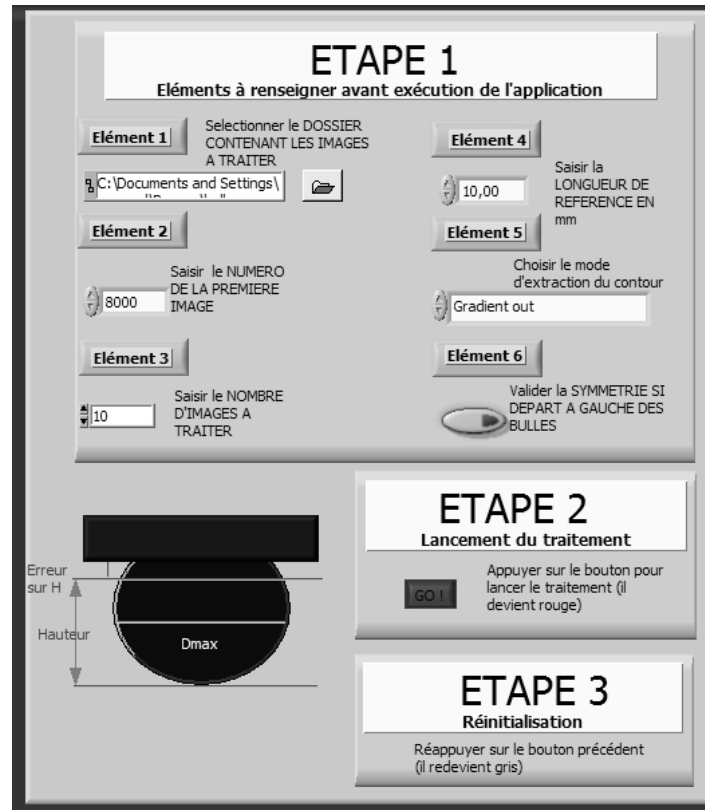 ETAPE 1
Eléments à renseigner avant exécution de l'application
Elément 1
Selectionner le DOSSIER
CONTENANT LES IMAGES
A TRAITER
C:\Documents and Settings\
Elément 2
Saisir le NUMERO
DE LA PREMIERE
IMAGE
8000
Elément 3
Saisir le NOMBRE
D'IMAGES A
TRAITER
10
Elément 4
Saisir la
LONGUEUR DE
REFERENCE EN
mm
10,00
Elément 5
Choisir le mode
d'extraction du contour
Gradient out
Elément 6
Valider la SYMMETRIE SI
DEPART A GAUCHE DES
BULLES
Erreur
sur H
Hauteur
Dmax
ETAPE 2
Lancement du traitement
GO !
Appuyer sur le bouton pour
lancer le traitement (il
devient rouge)
ETAPE 3
Réinitialisation
Réappuyer sur le bouton précédent
(il redevient gris)